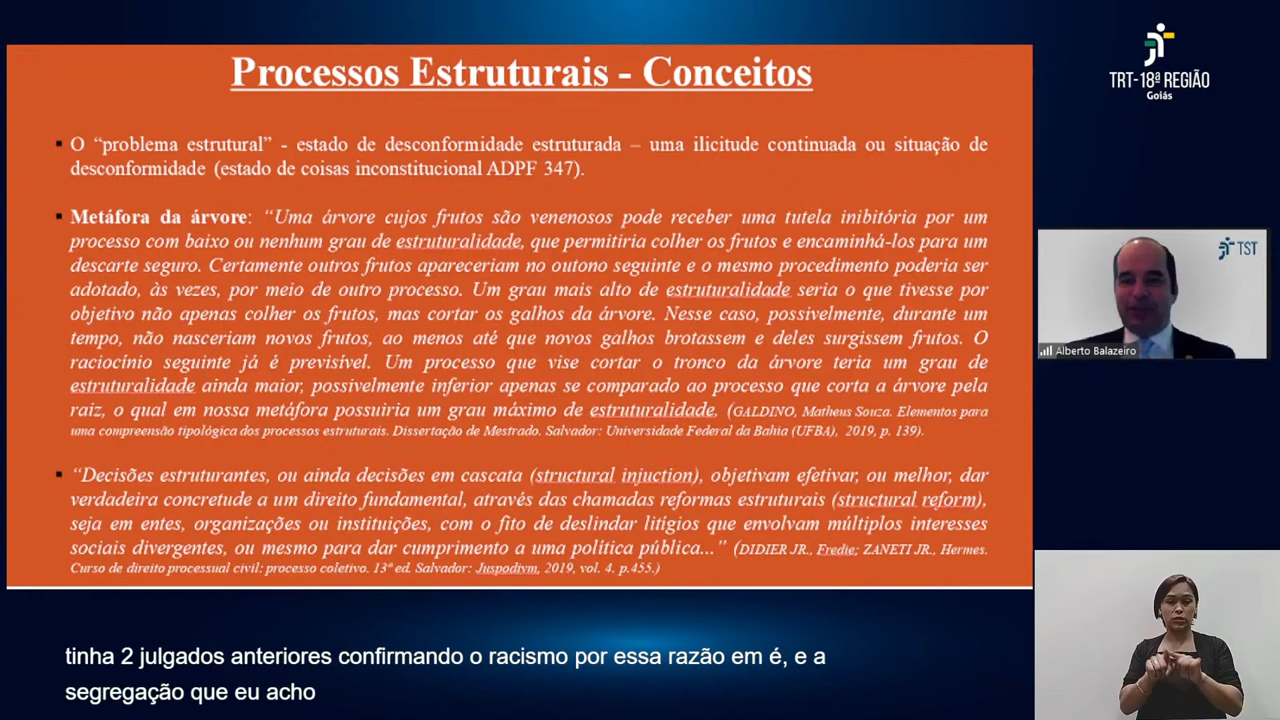 Processos Estruturais - Conceitos
▪ O “problema estrutural” - estado de desconformidade estruturada – uma ilicitude continuada ou situação de
desconformidade (estado de coisas inconstitucional ADPF 347).
▪ Metáfora da árvore: “Uma árvore cujos frutos são venenosos pode receber uma tutela inibitória por um
processo com baixo ou nenhum grau de estruturalidade, que permitiria colher os frutos e encaminhá-los para um
descarte seguro. Certamente outros frutos apareceriam no outono seguinte e o mesmo procedimento poderia ser
adotado, às vezes, por meio de outro processo. Um grau mais alto de estruturalidade seria o que tivesse por
objetivo não apenas colher os frutos, mas cortar os galhos da árvore. Nesse caso, possivelmente, durante um
tempo, não nasceriam novos frutos, ao menos até que novos galhos brotassem e deles surgissem frutos. O
raciocínio seguinte já é previsível. Um processo que vise cortar o tronco da árvore teria um grau de
estruturalidade ainda maior, possivelmente inferior apenas se comparado ao processo que corta a árvore pela
raiz, o qual em nossa metáfora possuiria um grau máximo de estruturalidade. (GALDINO, Matheus Souza. Elementos para
uma compreensão tipológica dos processos estruturais. Dissertação de Mestrado. Salvador: Universidade Federal da Bahia (UFBA), 2019, p. 139).
▪ “Decisões estruturantes, ou ainda decisões em cascata (structural injuction), objetivam efetivar, ou melhor, dar
verdadeira concretude a um direito fundamental, através das chamadas reformas estruturais (structural reform),
seja em entes, organizações ou instituições, com o fito de deslindar litígios que envolvam múltiplos interesses
sociais divergentes, ou mesmo para dar cumprimento a uma política pública...” (DIDIER JR., Fredie; ZANETI JR., Hermes.
Curso de direito processual civil: processo coletivo. 13ª ed. Salvador: Juspodivm, 2019, vol. 4. p.455.)
TRT-18ª REGIÃO
Goiás
TST
Alberto Balazeiro
tinha 2 julgados anteriores confirmando o racismo por essa razão em é, e a
segregação que eu acho